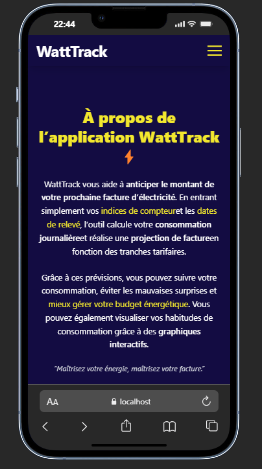 22:44
WattTrack
À propos de
l'application WattTrack
WattTrack vous aide à anticiper le montant de
votre prochaine facture d'électricité. En entrant
simplement vos indices de compteuret les dates
de relevé, l'outil calcule votre consommation
journalièreet réalise une projection de factureen
fonction des tranches tarifaires.
Grâce à ces prévisions, vous pouvez suivre votre
consommation, éviter les mauvaises surprises et
mieux gérer votre budget énergétique. Vous
pouvez également visualiser vos habitudes de
consommation grâce à des graphiques
interactifs.
"Maîtrisez votre énergie, maîtrisez votre facture."
AA
localhost